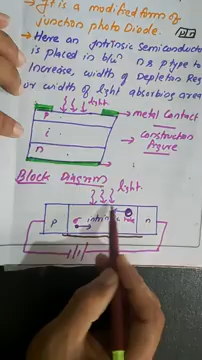 → It is a modified form of
junction photo Diode.
→ Here an Intrinsic Semiconducto
is placed in b/w n & p type to
Increase, width of Depletion Reg
or width of light absorbing area
light
p
→ metal Contact
i
→ Construction
figure
n
Block Diagram
light.
p
n